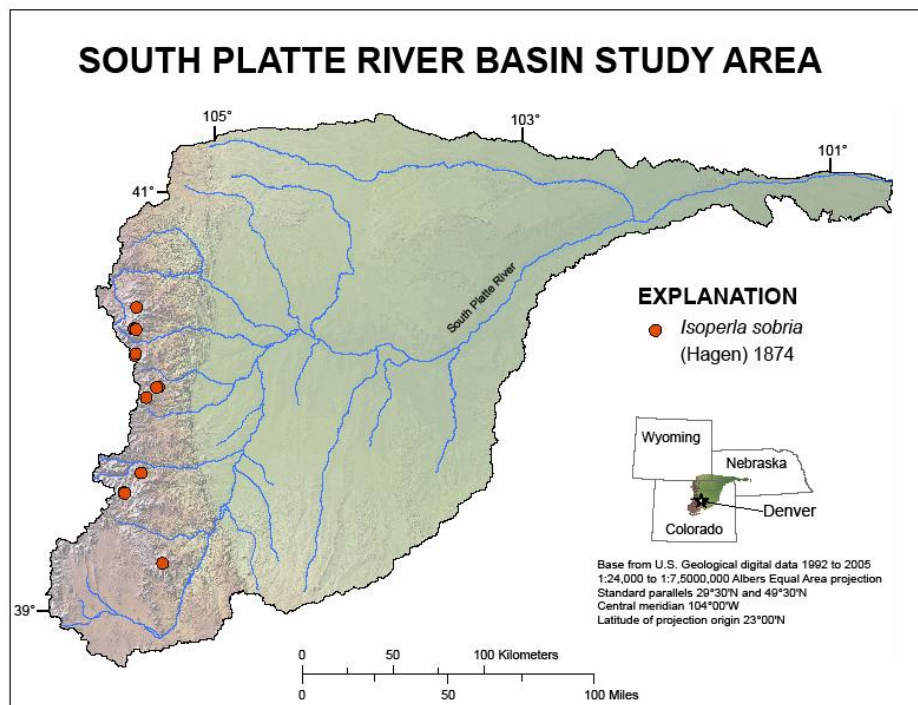 SOUTH PLATTE RIVER BASIN STUDY AREA
105°
103°
101°
41°
South Platte River
EXPLANATION
Isoperla sobria
(Hagen) 1874
Wyoming
Nebraska
Denver
Colorado
Base from U.S. Geological digital data 1992 to 2005
1:24,000 to 1:7,5000,000 Albers Equal Area projection
Standard parallels 29°30'N and 49°30'N
Central meridian 104°00'W
Latitude of projection origin 23°00'N
39°
0 50 100 Kilometers
0 50 100 Miles